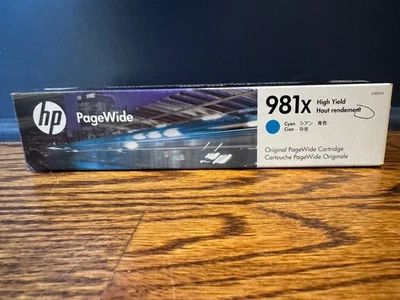 hp
PageWide
981X
High Yield
Haut rendement
Cyan シアン 青色
Cian 파랑
Original PageWide Cartridge
Cartouche PageWide Originale